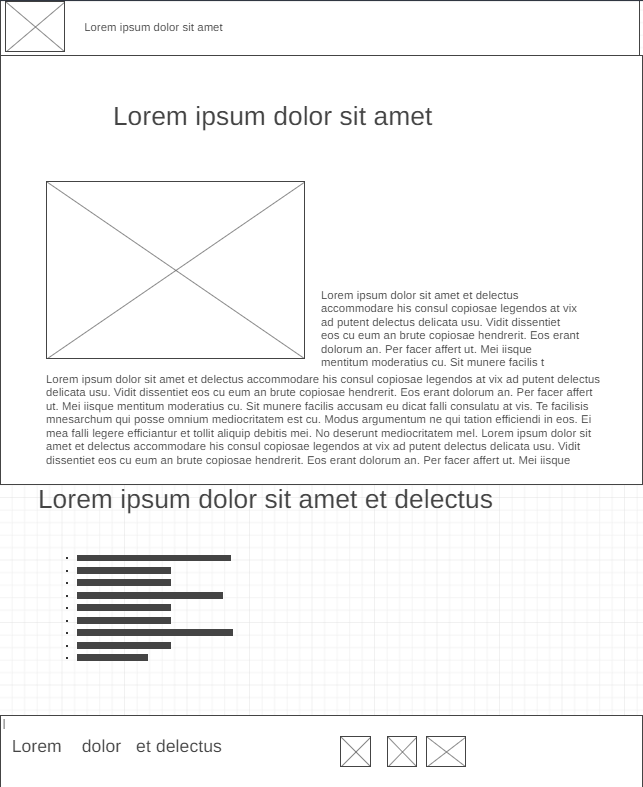 Lorem ipsum dolor sit amet
Lorem ipsum dolor sit amet
Lorem ipsum dolor sit amet et delectus
accommodare his consul copiosae legendos at vix
ad putent delectus delicata usu. Vidit dissentiet
eos cu eum an brute copiosae hendrerit. Eos erant
dolorum an. Per facer affert ut. Mei iisque
mentitum moderatius cu. Sit munere facilis t
Lorem ipsum dolor sit amet et delectus accommodare his consul copiosae legendos at vix ad putent delectus
delicata usu. Vidit dissentiet eos cu eum an brute copiosae hendrerit. Eos erant dolorum an. Per facer affert
ut. Mei iisque mentitum moderatius cu. Sit munere facilis accusam eu dicat falli consulatu at vis. Te facilisis
mnesarchum qui posse omnium mediocritatem est cu. Modus argumentum ne qui tation efficiendi in eos. Ei
mea falli legere efficiantur et tollit aliquip debitis mei. No deserunt mediocritatem mel. Lorem ipsum dolor sit
amet et delectus accommodare his consul copiosae legendos at vix ad putent delectus delicata usu. Vidit
dissentiet eos cu eum an brute copiosae hendrerit. Eos erant dolorum an. Per facer affert ut. Mei iisque
Lorem ipsum dolor sit amet et delectus
Lorem dolor et delectus